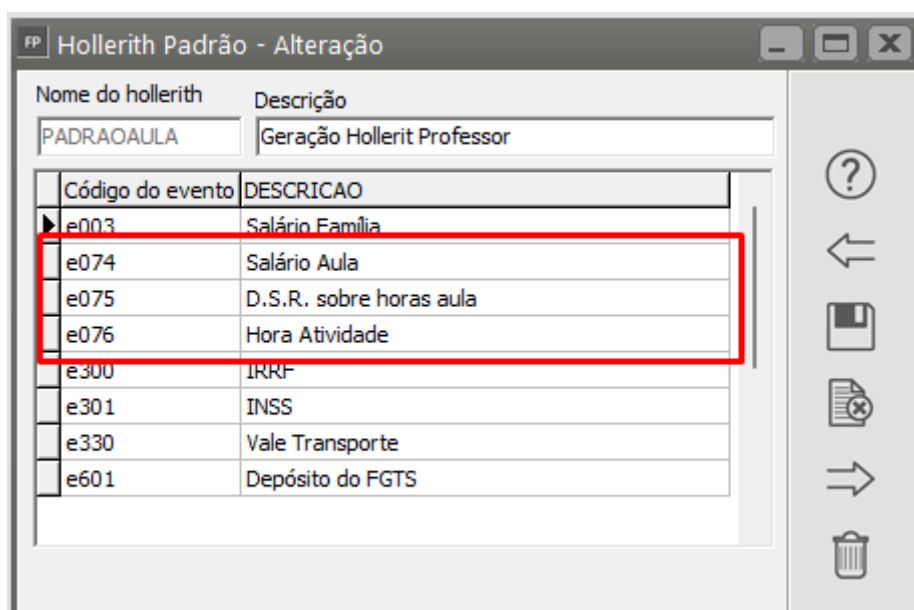 FP Hollerith Padrão - Alteração
Nome do hollerith Descrição
PADRAOAULA Geração Hollerit Professor
Código do evento DESCRICAO
e003 Salário Família
e074 Salário Aula
e075 D.S.R. sobre horas aula
e076 Hora Atividade
e300 IRRF
e301 INSS
e330 Vale Transporte
e601 Depósito do FGTS